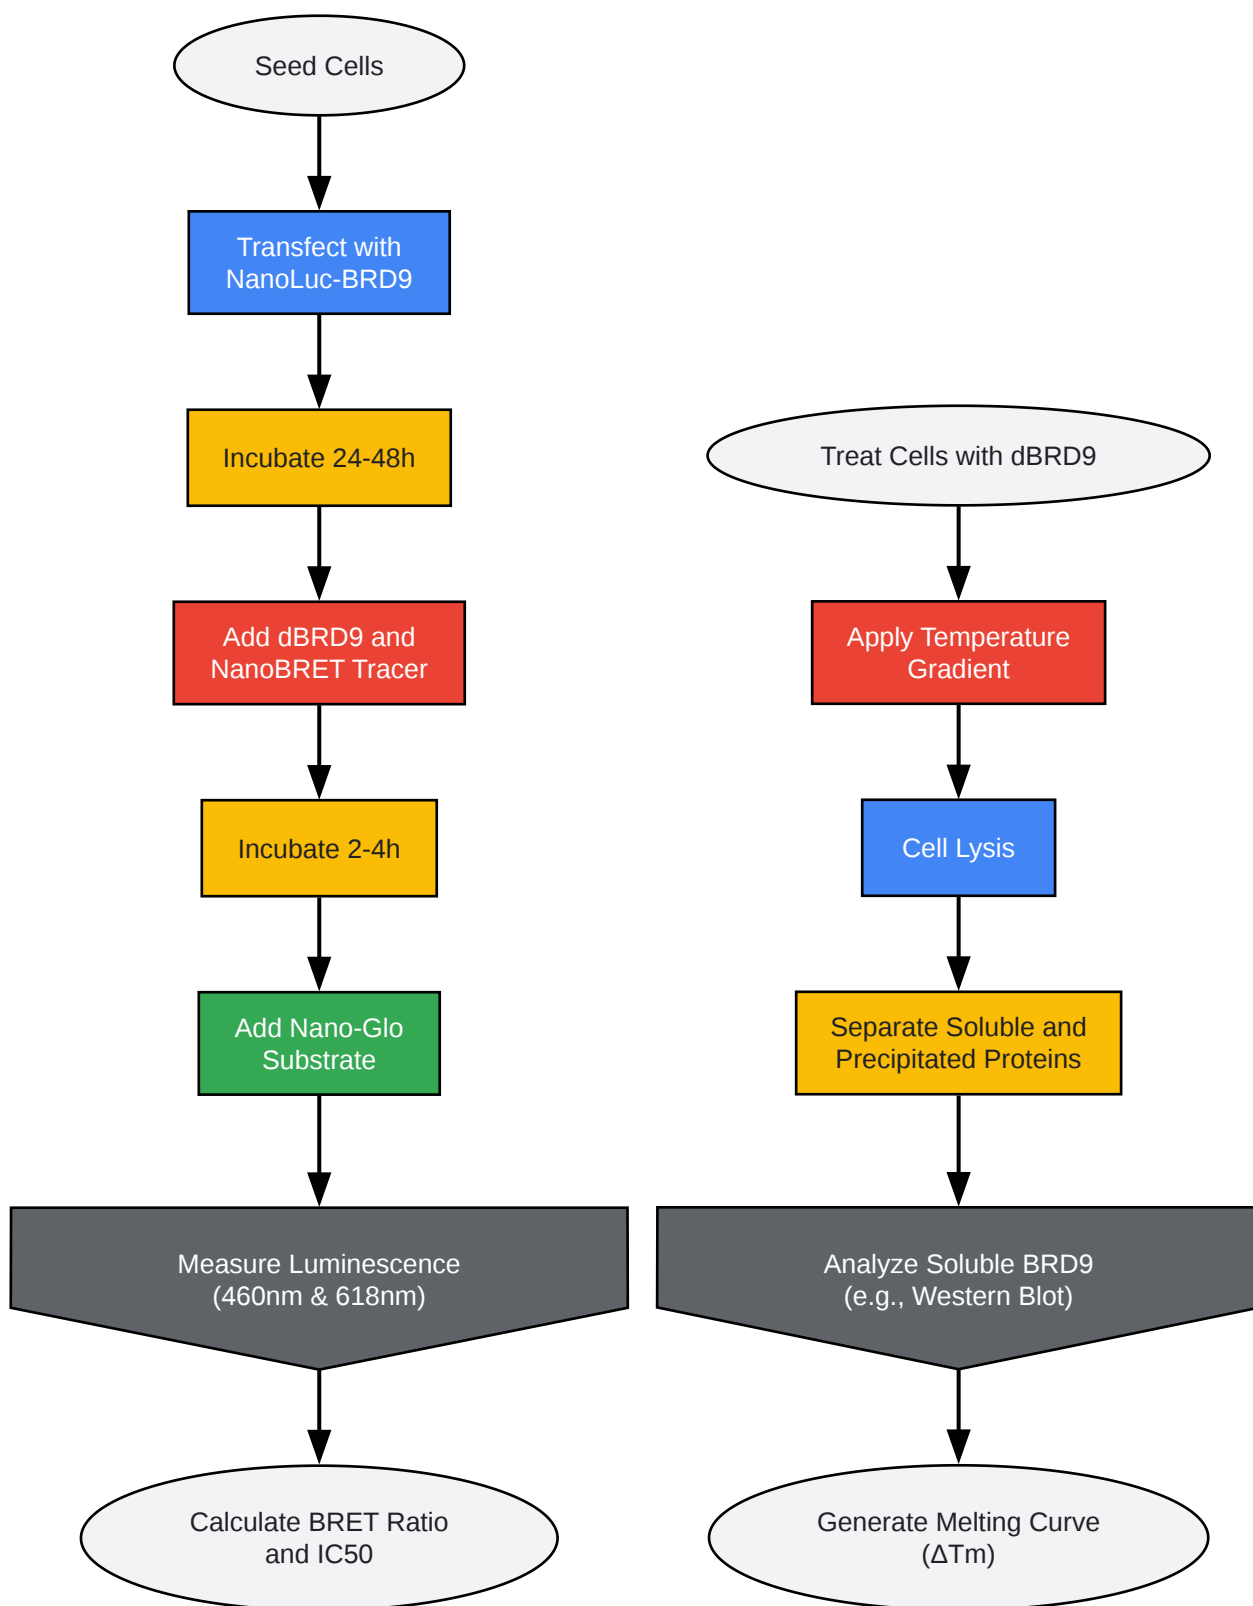 Seed Cells
Transfect with
NanoLuc-BRD9
Incubate 24-48h
Add dBRD9 and
NanoBRET Tracer
Incubate 2-4h
Add Nano-Glo
Substrate
Measure Luminescence
(460nm & 618nm)
Calculate BRET Ratio
and IC50
Treat Cells with dBRD9
Apply Temperature
Gradient
Cell Lysis
Separate Soluble and
Precipitated Proteins
Analyze Soluble BRD9
(e.g., Western Blot)
Generate Melting Curve
(ΔTm)